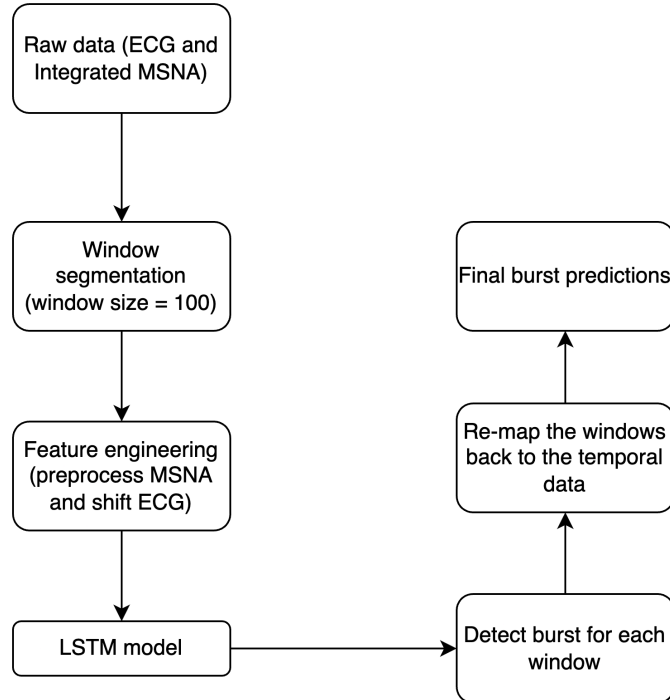 Raw data (ECG and
Integrated MSNA)
Window
segmentation
(window size = 100)
Feature engineering
(preprocess MSNA
and shift ECG)
LSTM model
Detect burst for each
window
Re-map the windows
back to the temporal
data
Final burst predictions